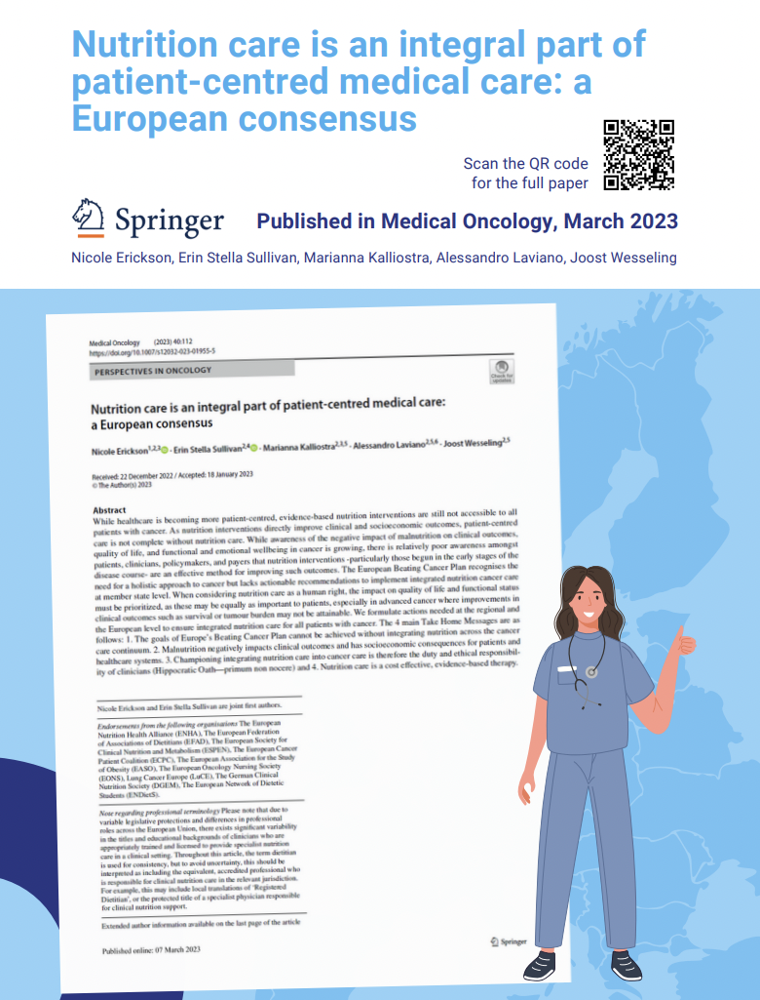 Nutrition care is an integral part of
patient-centred medical care: a
European consensus
Scan the QR code
for the full paper
Springer
Published in Medical Oncology, March 2023
Nicole Erickson, Erin Stella Sullivan, Marianna Kalliostra, Alessandro Laviano, Joost Wesseling
Medical Oncology (2023) 40:112
https://doi.org/10.1007/s12032-023-01955-5
PERSPECTIVES IN ONCOLOGY
Check for
updates
Nutrition care is an integral part of patient-centred medical care:
a European consensus
Nicole Erickson1,2,3 · Erin Stella Sullivan2,4 · Marianna Kalliostra2,3,5 · Alessandro Laviano2,5,6 · Joost Wesseling2,5
Received: 22 December 2022 / Accepted: 18 January 2023
© The Author(s) 2023
Abstract
While healthcare is becoming more patient-centred, evidence-based nutrition interventions are still not accessible to all
patients with cancer. As nutrition interventions directly improve clinical and socioeconomic outcomes, patient-centred
care is not complete without nutrition care. While awareness of the negative impact of malnutrition on clinical outcomes,
quality of life, and functional and emotional wellbeing in cancer is growing, there is relatively poor awareness amongst
patients, clinicians, policymakers, and payers that nutrition interventions -particularly those begun in the early stages of the
disease course- are an effective method for improving such outcomes. The European Beating Cancer Plan recognises the
need for a holistic approach to cancer but lacks actionable recommendations to implement integrated nutrition cancer care
at member state level. When considering nutrition care as a human right, the impact on quality of life and functional status
must be prioritized, as these may be equally as important to patients, especially in advanced cancer where improvements in
clinical outcomes such as survival or tumour burden may not be attainable. We formulate actions needed at the regional and
the European level to ensure integrated nutrition care for all patients with cancer. The 4 main Take Home Messages are as
follows: 1. The goals of Europe's Beating Cancer Plan cannot be achieved without integrating nutrition across the cancer
care continuum. 2. Malnutrition negatively impacts clinical outcomes and has socioeconomic consequences for patients and
healthcare systems. 3. Championing integrating nutrition care into cancer care is therefore the duty and ethical responsibil-
ity of clinicians (Hippocratic Oath—primum non nocere) and 4. Nutrition care is a cost effective, evidence-based therapy.
Nicole Erickson and Erin Stella Sullivan are joint first authors.
Endorsements from the following organisations The European
Nutrition Health Alliance (ENHA), The European Federation
of Associations of Dietitians (EFAD), The European Society for
Clinical Nutrition and Metabolism (ESPEN), The European Cancer
Patient Coalition (ECPC), The European Association for the Study
of Obesity (EASO), The European Oncology Nursing Society
(EONS), Lung Cancer Europe (LuCE), The German Clinical
Nutrition Society (DGEM), The European Network of Dietetic
Students (ENDietS).
Note regarding professional terminology Please note that due to
variable legislative protections and differences in professional
roles across the European Union, there exists significant variability
in the titles and educational backgrounds of clinicians who are
appropriately trained and licensed to provide specialist nutrition
care in a clinical setting. Throughout this article, the term dietitian
is used for consistency, but to avoid uncertainty, this should be
interpreted as including the equivalent, accredited professional who
is responsible for clinical nutrition care in the relevant jurisdiction.
For example, this may include local translations of 'Registered
Dietitian', or the protected title of a specialist physician responsible
for clinical nutrition support.
Extended author information available on the last page of the article
Published online: 07 March 2023
Springer